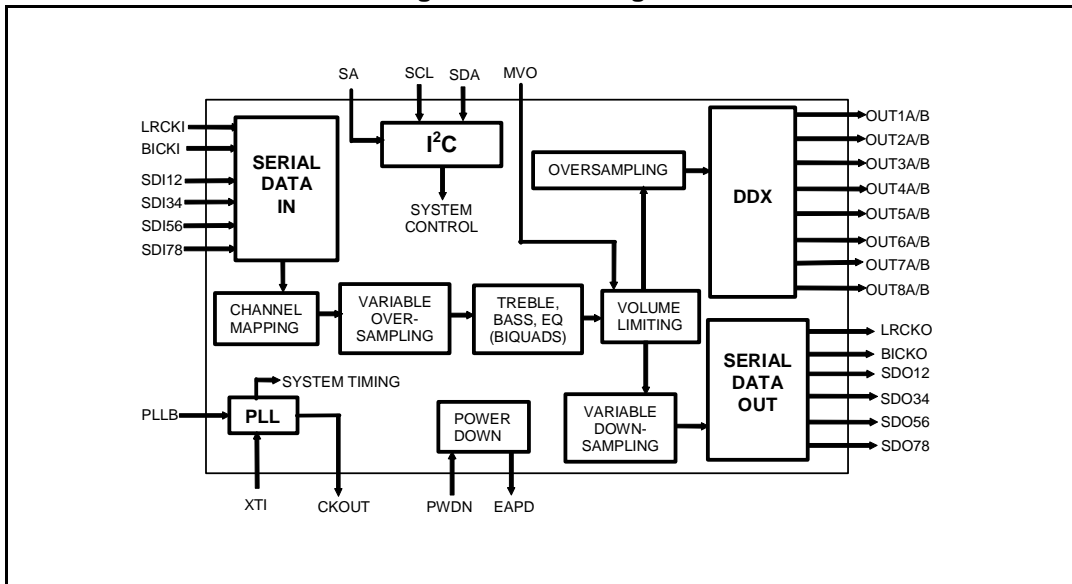 SA
SCL
SDA
MVO
LRCKI
BICKI
SDI12
SDI34
SDI56
SDI78
SERIAL
DATA
IN
I²C
SYSTEM
CONTROL
OVERSAMPLING
DDX
OUT1A/B
OUT2A/B
OUT3A/B
OUT4A/B
OUT5A/B
OUT6A/B
OUT7A/B
OUT8A/B
CHANNEL
MAPPING
VARIABLE
OVER-
SAMPLING
TREBLE,
BASS, EQ
(BIQUADS)
VOLUME
LIMITING
SERIAL
DATA
OUT
LRCKO
BICKO
SDO12
SDO34
SDO56
SDO78
SYSTEM TIMING
PLLB
PLL
POWER
DOWN
VARIABLE
DOWN-
SAMPLING
XTI
CKOUT
PWDN
EAPD